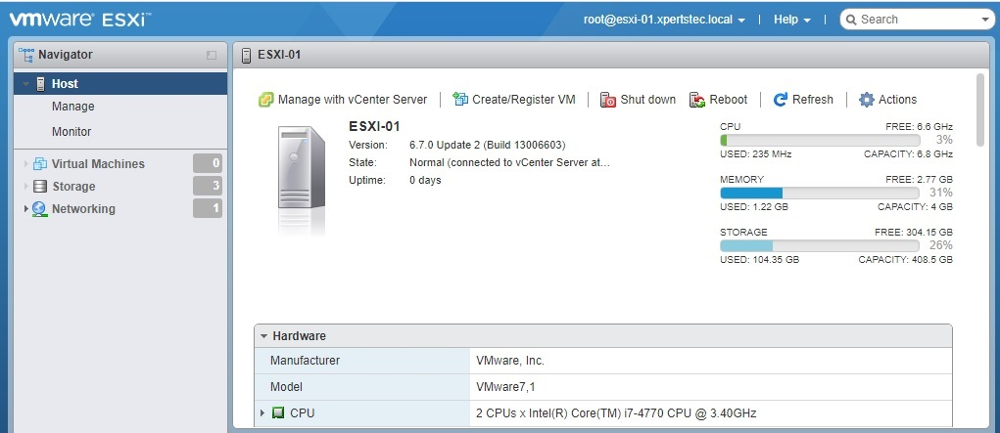 vmware ESXi™
root@esxi-01.xpertstec.local | Help | Search
Navigator
Host
Manage
Monitor
Virtual Machines 0
Storage 3
Networking 1
ESXI-01
Manage with vCenter Server | Create/Register VM | Shut down Reboot | Refresh | Actions
ESXI-01
Version: 6.7.0 Update 2 (Build 13006603)
State: Normal (connected to vCenter Server at...
Uptime: 0 days
CPU FREE: 6.6 GHz
3%
USED: 235 MHz CAPACITY: 6.8 GHz
MEMORY FREE: 2.77 GB
31%
USED: 1.22 GB CAPACITY: 4 GB
STORAGE FREE: 304.15 GB
26%
USED: 104.35 GB CAPACITY: 408.5 GB
Hardware
Manufacturer VMware, Inc.
Model VMware7,1
CPU 2 CPUs x Intel(R) Core(TM) i7-4770 CPU @ 3.40GHz